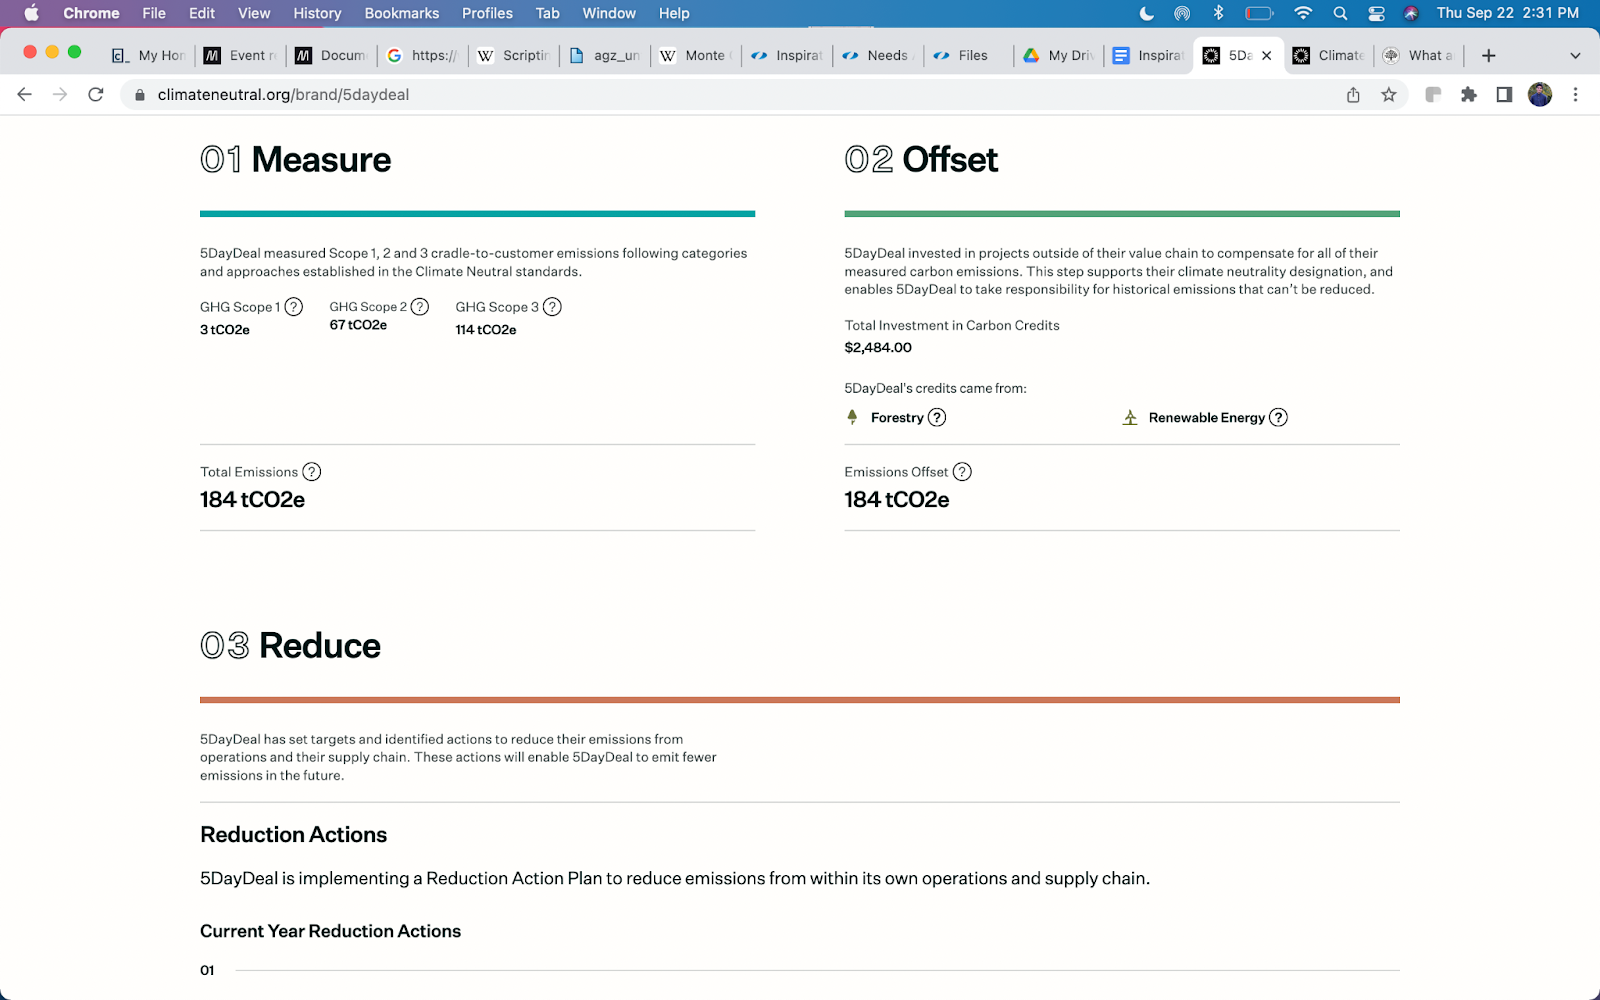 Chrome File Edit View History Bookmarks Profiles Tab Window Help Thu Sep 22 2:31 PM
My Hon Event r Docum https:// Scriptin agz_un Monte Inspirat Needs Files My Driv Inspirat 5Da Climate What a
climateneutral.org/brand/5daydeal
01 Measure
5DayDeal measured Scope 1, 2 and 3 cradle-to-customer emissions following categories
and approaches established in the Climate Neutral standards.
GHG Scope 1 ? GHG Scope 2 ? GHG Scope 3 ?
3 tCO2e 67 tCO2e 114 tCO2e
Total Emissions ?
184 tCO2e
02 Offset
5DayDeal invested in projects outside of their value chain to compensate for all of their
measured carbon emissions. This step supports their climate neutrality designation, and
enables 5DayDeal to take responsibility for historical emissions that can’t be reduced.
Total Investment in Carbon Credits
$2,484.00
5DayDeal's credits came from:
Forestry ? Renewable Energy ?
Emissions Offset ?
184 tCO2e
03 Reduce
5DayDeal has set targets and identified actions to reduce their emissions from
operations and their supply chain. These actions will enable 5DayDeal to emit fewer
emissions in the future.
Reduction Actions
5DayDeal is implementing a Reduction Action Plan to reduce emissions from within its own operations and supply chain.
Current Year Reduction Actions
01